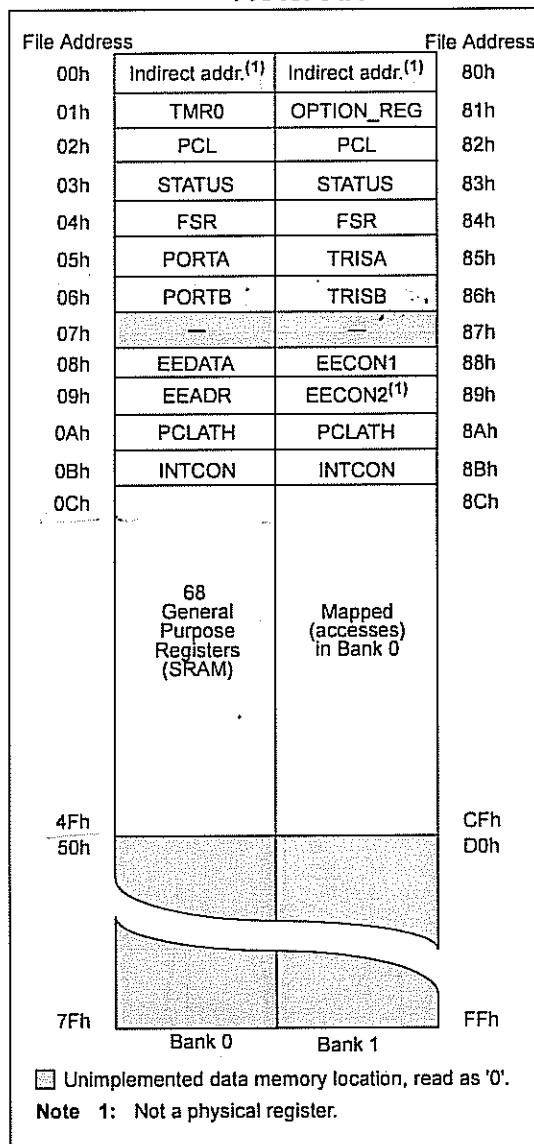 File Address File Address
00h Indirect addr.(1) Indirect addr.(1) 80h
01h TMR0 OPTION_REG 81h
02h PCL PCL 82h
03h STATUS STATUS 83h
04h FSR FSR 84h
05h PORTA TRISA 85h
06h PORTB TRISB 86h
07h — — 87h
08h EEDATA EECON1 88h
09h EEADR EECON2(1) 89h
0Ah PCLATH PCLATH 8Ah
0Bh INTCON INTCON 8Bh
0Ch 8Ch
68
General
Purpose
Registers
(SRAM)
Mapped
(accesses)
in Bank 0
4Fh CFh
50h D0h
7Fh FFh
Bank 0 Bank 1
Unimplemented data memory location, read as '0'.
Note 1: Not a physical register.